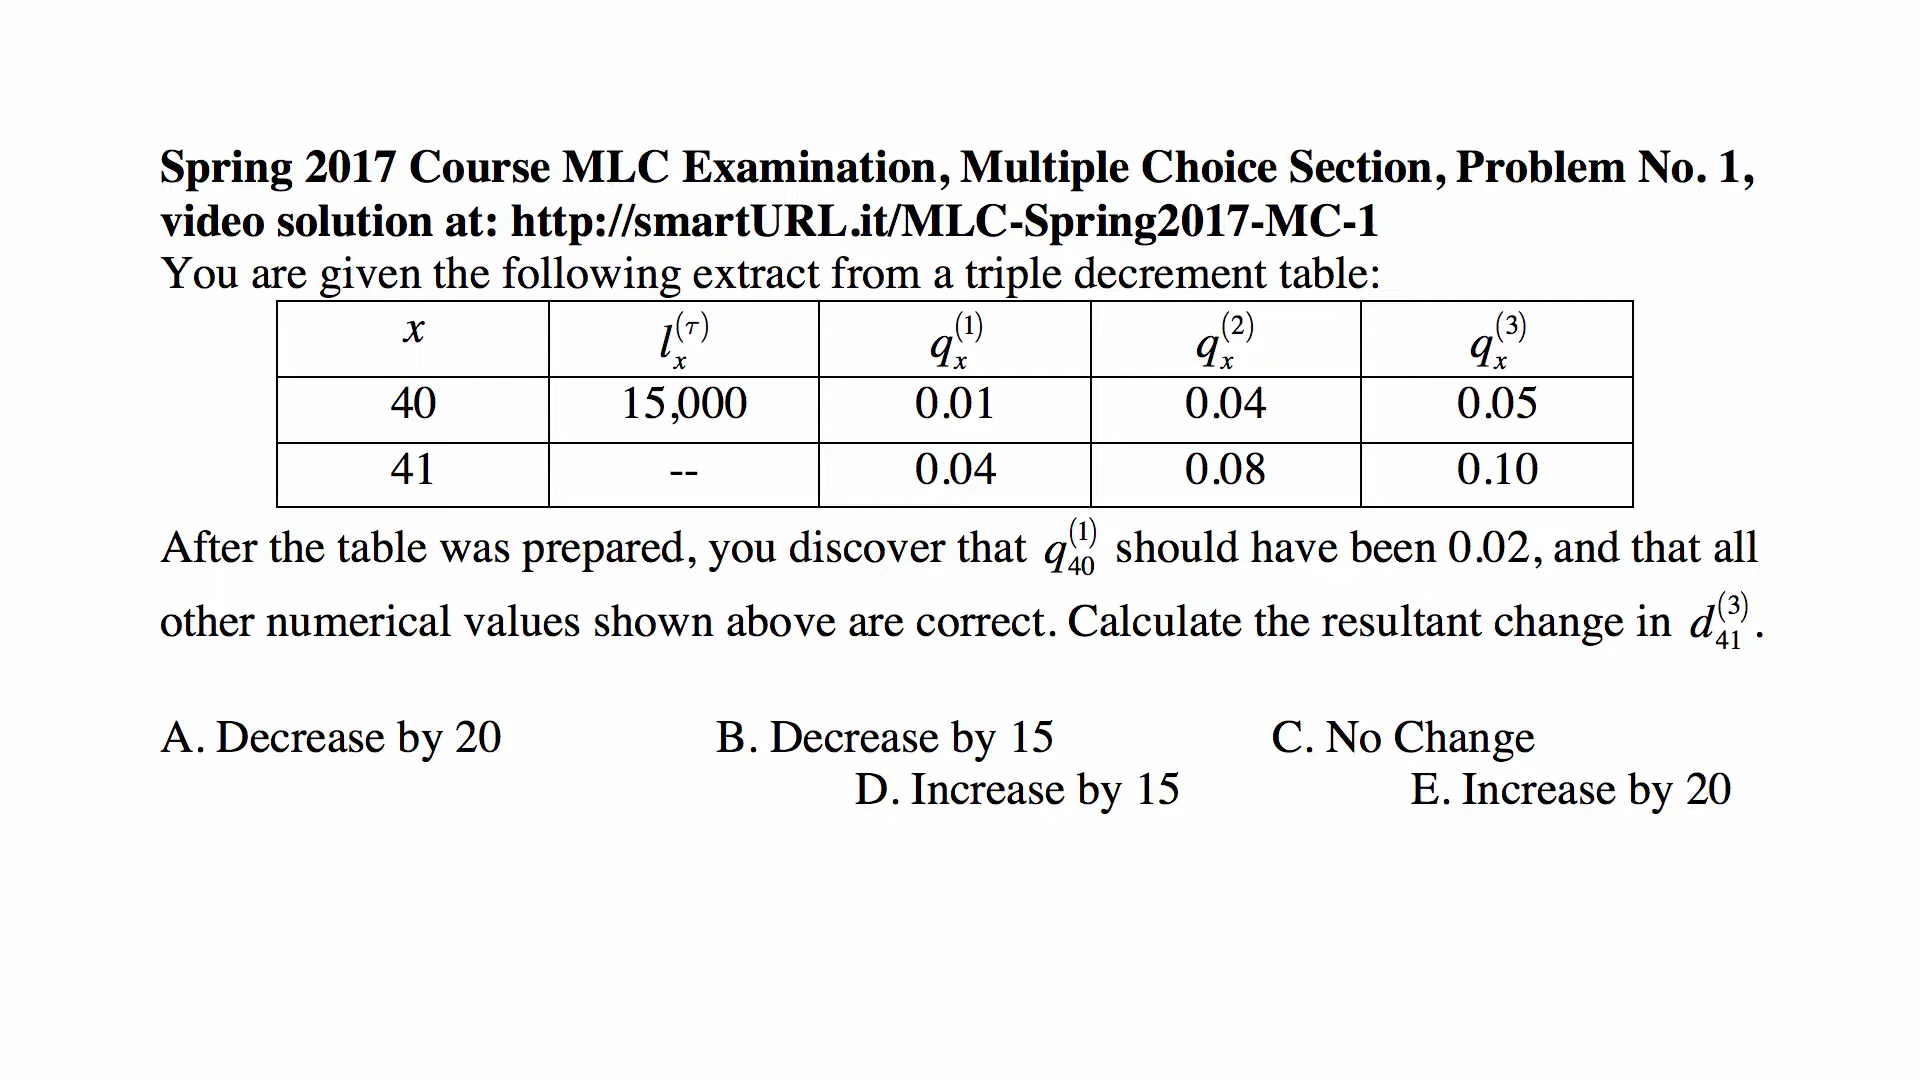 Spring 2017 Course MLC Examination, Multiple Choice Section, Problem No. 1,
video solution at: http://smartURL.it/MLC-Spring2017-MC-1
You are given the following extract from a triple decrement table:
x l_x^(τ) q_x^(1) q_x^(2) q_x^(3)
40 15,000 0.01 0.04 0.05
41 -- 0.04 0.08 0.10
After the table was prepared, you discover that q_40^(1) should have been 0.02, and that all
other numerical values shown above are correct. Calculate the resultant change in d_41^(3).
A. Decrease by 20 B. Decrease by 15 C. No Change
D. Increase by 15 E. Increase by 20